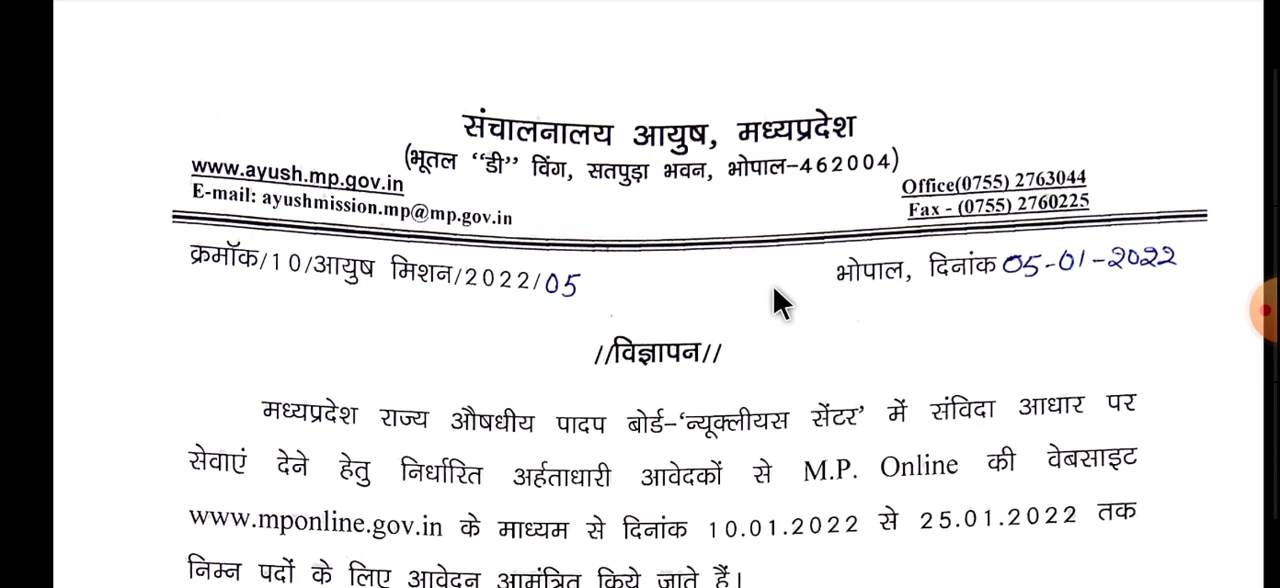 संचालनालय आयुष, मध्यप्रदेश
(भूतल “डी” विंग, सतपुड़ा भवन, भोपाल-462004)
www.ayush.mp.gov.in
E-mail: ayushmission.mp@mp.gov.in
Office(0755) 2763044
Fax - (0755) 2760225
क्रमॉक/10/आयुष मिशन/2022/05
भोपाल, दिनांक 05-01-2022
//विज्ञापन//
मध्यप्रदेश राज्य औषधीय पादप बोर्ड-‘न्यूक्लीयस सेंटर’ में संविदा आधार पर
सेवाएं देने हेतु निर्धारित अर्हताधारी आवेदकों से M.P. Online की वेबसाइट
www.mponline.gov.in के माध्यम से दिनांक 10.01.2022 से 25.01.2022 तक
निम्न पदों के लिए आवेदन आमंत्रित किये जाते हैं।